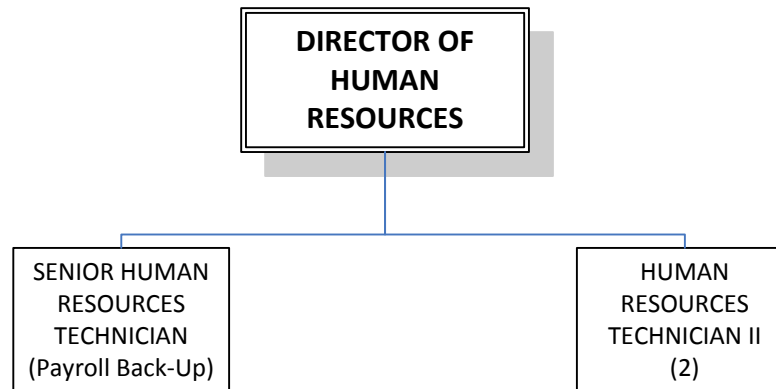 DIRECTOR OF
HUMAN
RESOURCES
SENIOR HUMAN
RESOURCES
TECHNICIAN
(Payroll Back-Up)
HUMAN
RESOURCES
TECHNICIAN II
(2)